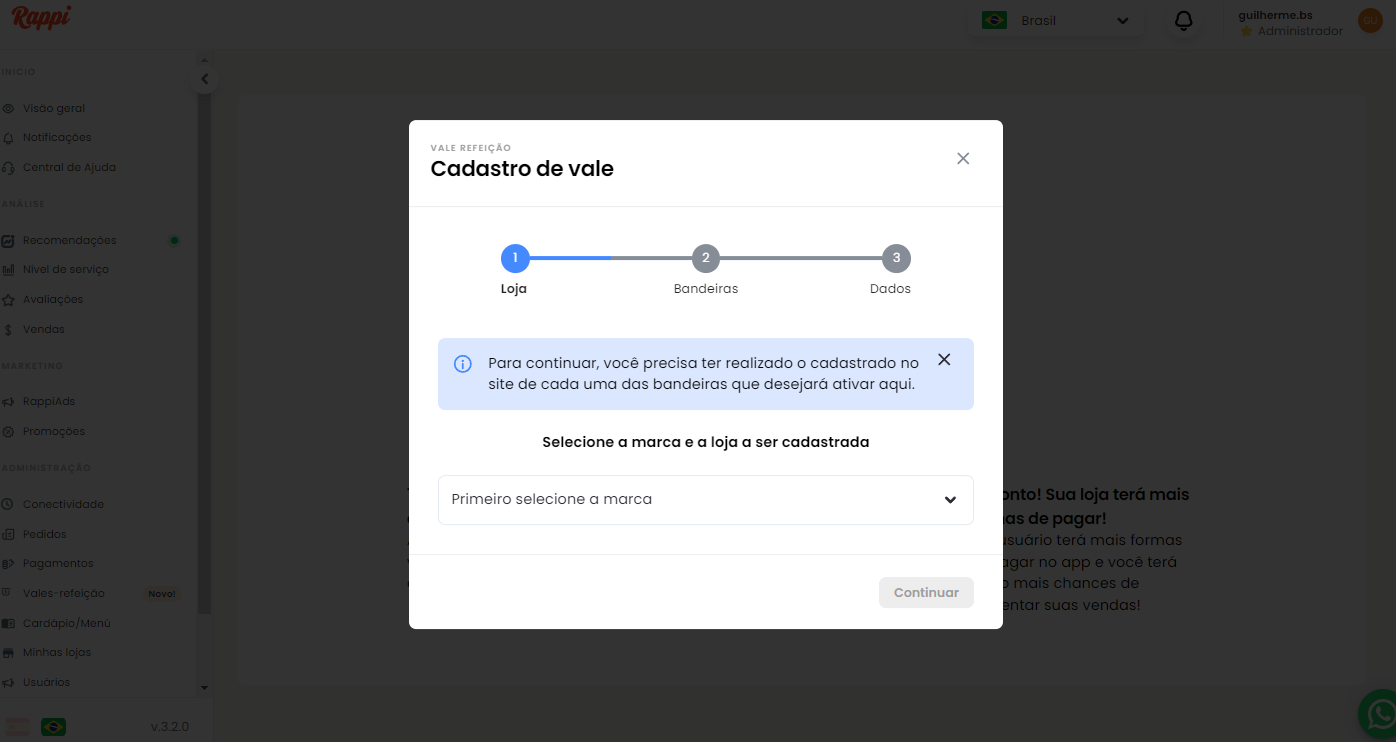 Rappi
Brasil
guilherme.bs
Administrador
GU
INICIO
Visão geral
Notificações
Central de Ajuda
ANÁLISE
Recomendações
Nível de serviço
Avaliações
Vendas
MARKETING
RappiAds
Promoções
ADMINISTRAÇÃO
Conectividade
Pedidos
Pagamentos
Vales-refeição Novo!
Cardápio/Menú
Minhas lojas
Usuários
v.3.2.0
VALE REFEIÇÃO
Cadastro de vale
1 2 3
Loja Bandeiras Dados
Para continuar, você precisa ter realizado o cadastrado no
site de cada uma das bandeiras que desejará ativar aqui.
Selecione a marca e a loja a ser cadastrada
Primeiro selecione a marca
Continuar
onto! Sua loja terá mais
as de pagar!
usuário terá mais formas
agar no app e você terá
o mais chances de
entar suas vendas!